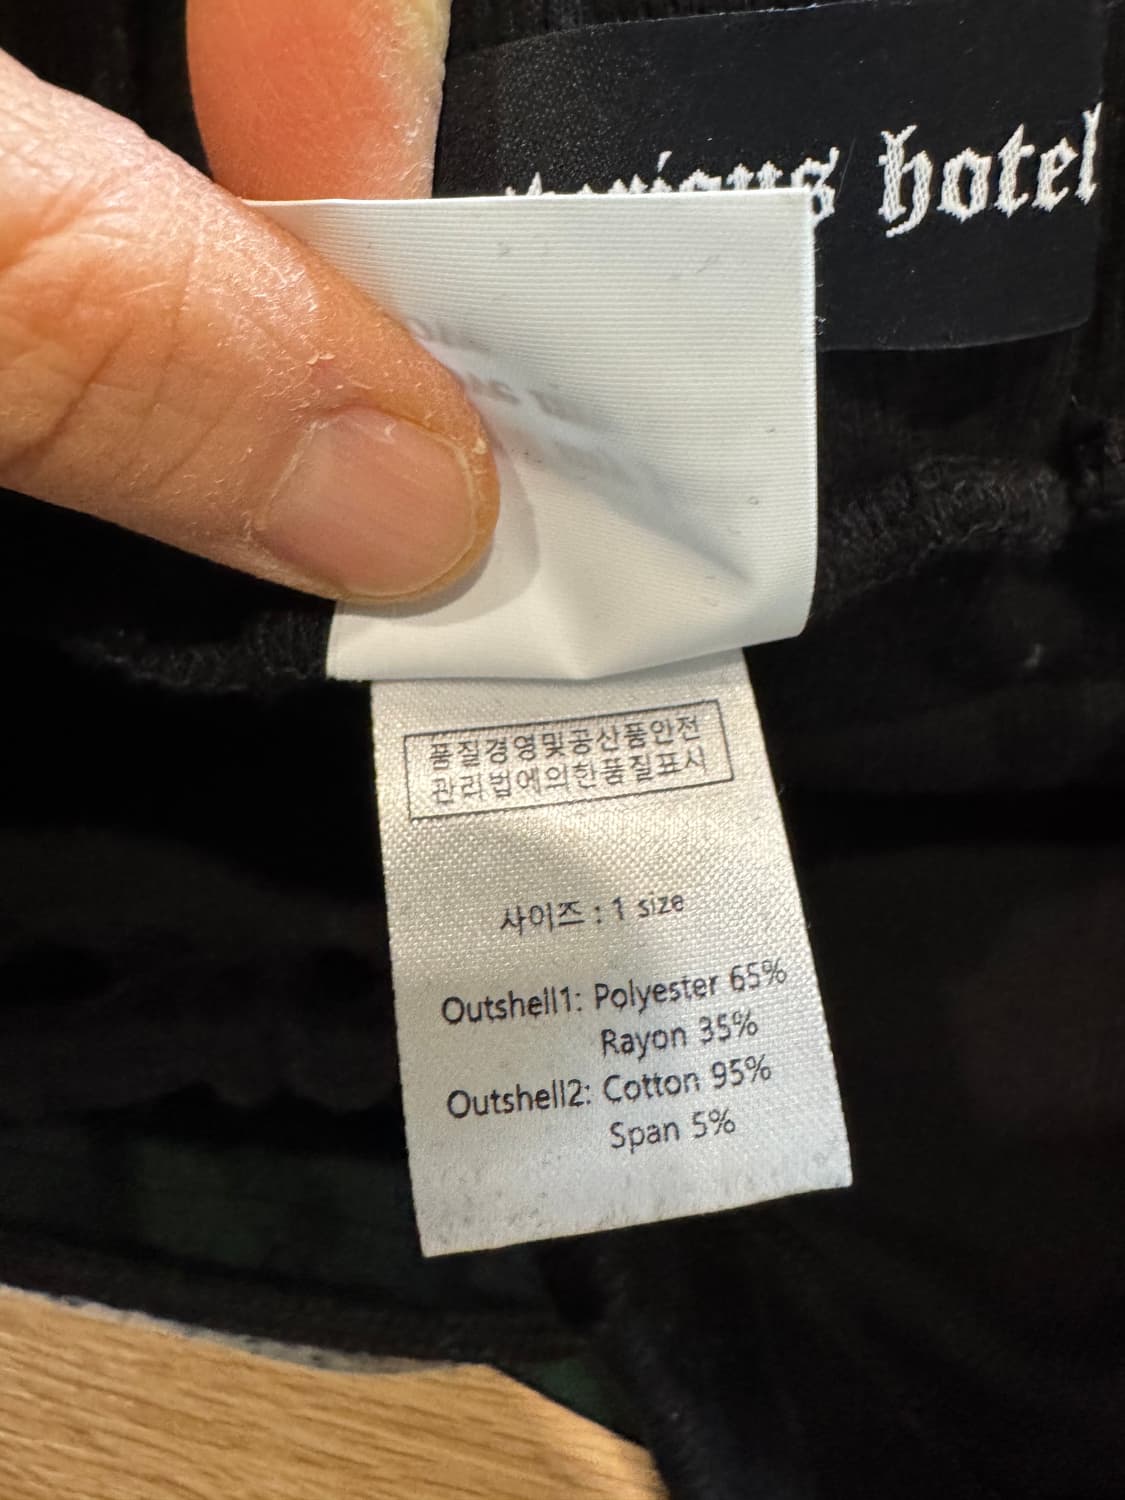 hotel
품질경영및공산품안전
관리법에의한품질표시
사이즈 : 1 size
Outshell1: Polyester 65%
Rayon 35%
Outshell2: Cotton 95%
Span 5%